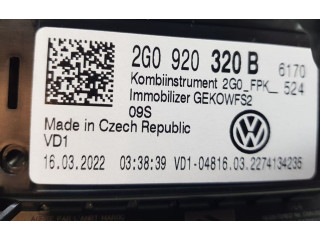 2G0 920 320 B 6170
Kombiinstrument 2G0_FPK_ 524
Immobilizer GEKOWFS2
09S
Made in Czech Republic
VD1
16.03.2022 03:38:39 VD1-04816.03.2274134235